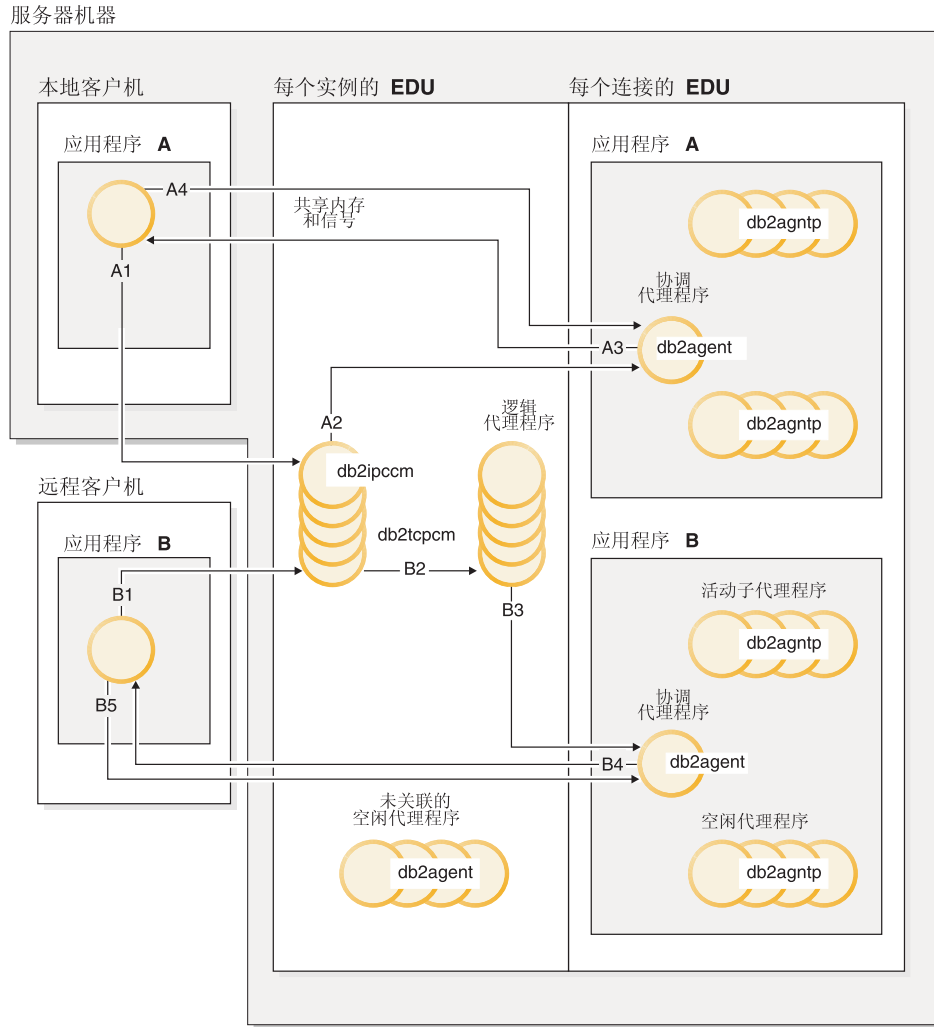 服务器机器
本地客户机
每个实例的 EDU
每个连接的 EDU
应用程序 A
应用程序 A
A4
共享内存
和信号
db2agntp
A1
协调
代理程序
A3
db2agent
A2
逻辑
代理程序
db2agntp
db2ipccm
远程客户机
db2tcpcm
应用程序 B
应用程序 B
B2
B1
B3
活动子代理程序
db2agntp
B5
协调
代理程序
B4
db2agent
未关联的
空闲代理程序
空闲代理程序
db2agent
db2agntp